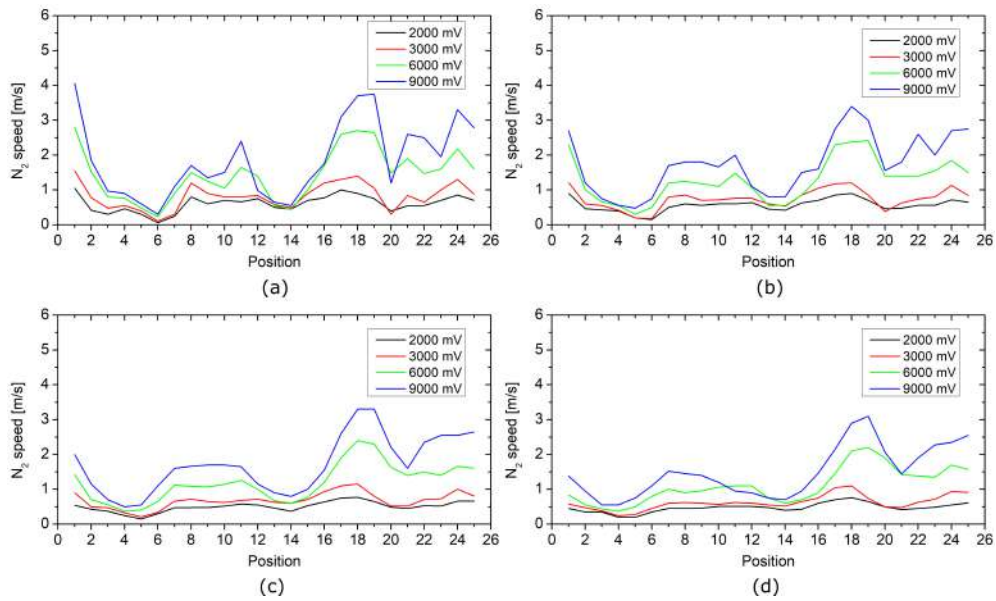 6
5
4
3
2
1
0
N2 speed [m/s]
2000 mV
3000 mV
6000 mV
9000 mV
0 2 4 6 8 10 12 14 16 18 20 22 24 26
Position
(a)
6
5
4
3
2
1
0
N2 speed [m/s]
2000 mV
3000 mV
6000 mV
9000 mV
0 2 4 6 8 10 12 14 16 18 20 22 24 26
Position
(b)
6
5
4
3
2
1
0
N2 speed [m/s]
2000 mV
3000 mV
6000 mV
9000 mV
0 2 4 6 8 10 12 14 16 18 20 22 24 26
Position
(c)
6
5
4
3
2
1
0
N2 speed [m/s]
2000 mV
3000 mV
6000 mV
9000 mV
0 2 4 6 8 10 12 14 16 18 20 22 24 26
Position
(d)